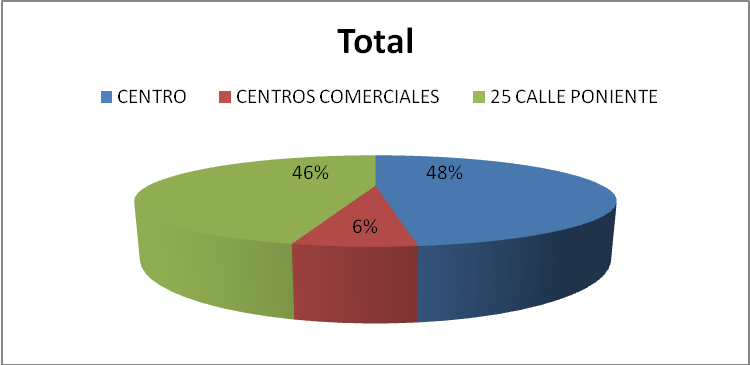 Total
CENTRO CENTROS COMERCIALES 25 CALLE PONIENTE
46% 48%
6%